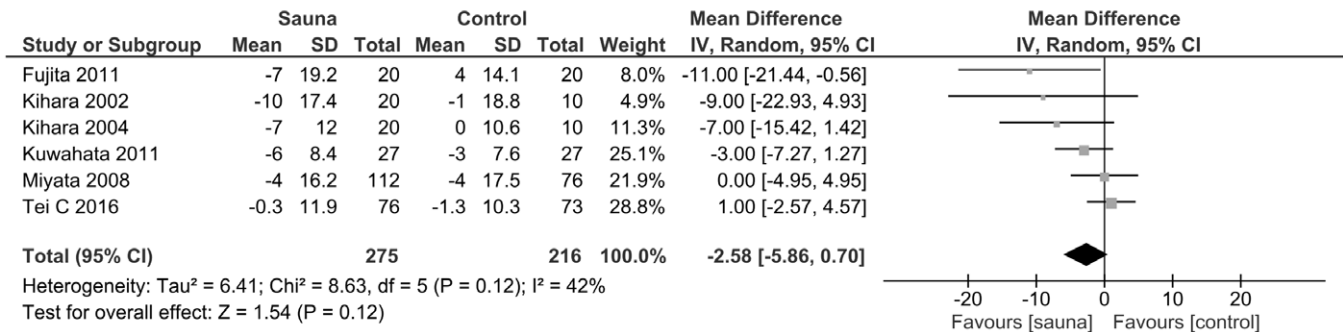 Sauna Control Mean Difference Mean Difference
Study or Subgroup Mean SD Total Mean SD Total Weight IV, Random, 95% CI IV, Random, 95% CI
Fujita 2011 -7 19.2 20 4 14.1 20 8.0% -11.00 [-21.44, -0.56]
Kihara 2002 -10 17.4 20 -1 18.8 10 4.9% -9.00 [-22.93, 4.93]
Kihara 2004 -7 12 20 0 10.6 10 11.3% -7.00 [-15.42, 1.42]
Kuwahata 2011 -6 8.4 27 -3 7.6 27 25.1% -3.00 [-7.27, 1.27]
Miyata 2008 -4 16.2 112 -4 17.5 76 21.9% 0.00 [-4.95, 4.95]
Tei C 2016 -0.3 11.9 76 -1.3 10.3 73 28.8% 1.00 [-2.57, 4.57]
Total (95% CI) 275 216 100.0% -2.58 [-5.86, 0.70]
Heterogeneity: Tau² = 6.41; Chi² = 8.63, df = 5 (P = 0.12); I² = 42%
Test for overall effect: Z = 1.54 (P = 0.12)
-20 -10 0 10 20
Favours [sauna] Favours [control]